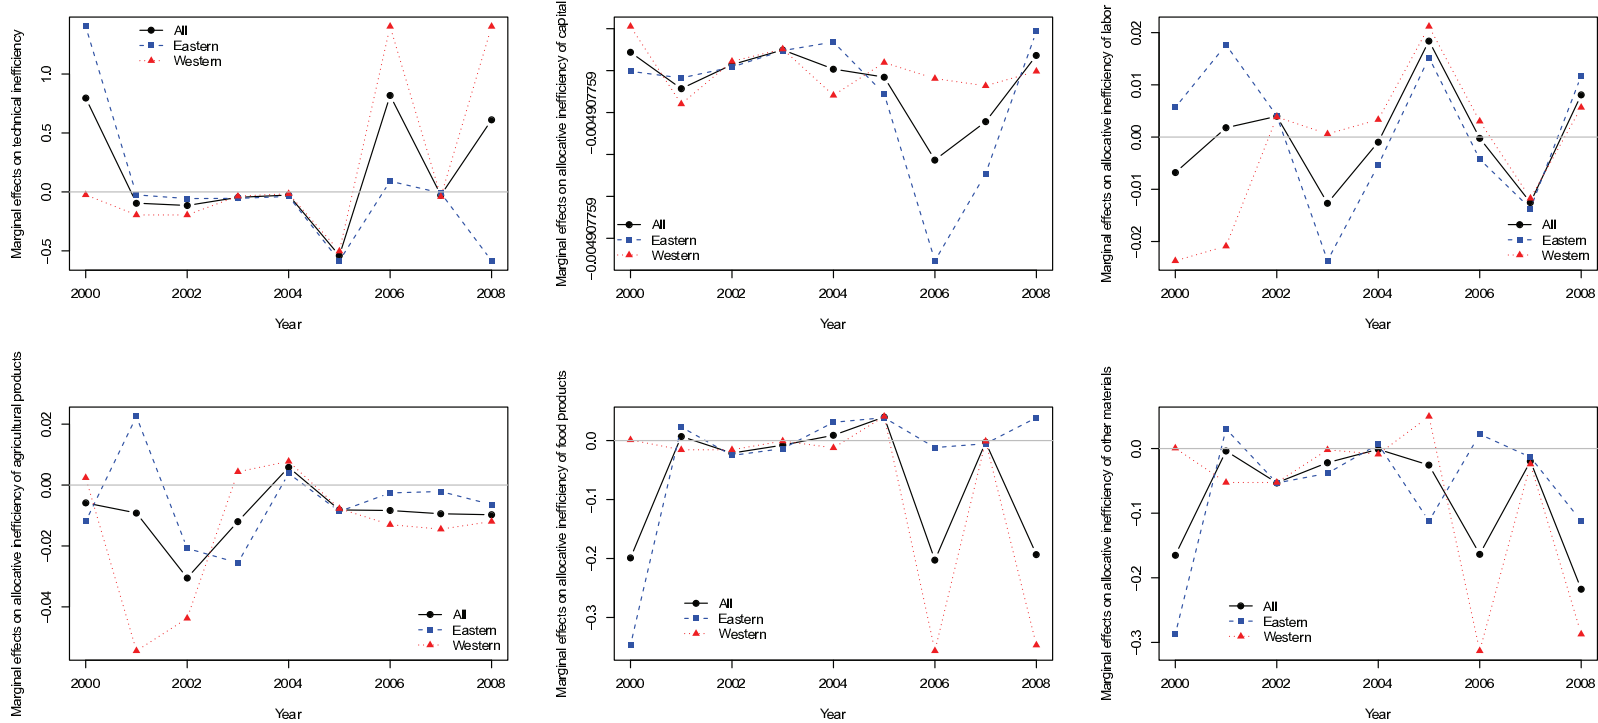 Marginal effects on technical inefficiency
1.0
0.5
0.0
−0.5
All
Eastern
Western
2000
2002
2004
2006
2008
Year
Marginal effects on allocative inefficiency of capital
−0.004907759
−0.004907759
All
Eastern
Western
2000
2002
2004
2006
2008
Year
Marginal effects on allocative inefficiency of labor
0.02
0.01
0.00
−0.01
−0.02
All
Eastern
Western
2000
2002
2004
2006
2008
Year
Marginal effects on allocative inefficiency of agricultural products
0.02
0.00
−0.02
−0.04
All
Eastern
Western
2000
2002
2004
2006
2008
Year
Marginal effects on allocative inefficiency of food products
0.0
−0.1
−0.2
−0.3
All
Eastern
Western
2000
2002
2004
2006
2008
Year
Marginal effects on allocative inefficiency of other materials
0.0
−0.1
−0.2
−0.3
All
Eastern
Western
2000
2002
2004
2006
2008
Year